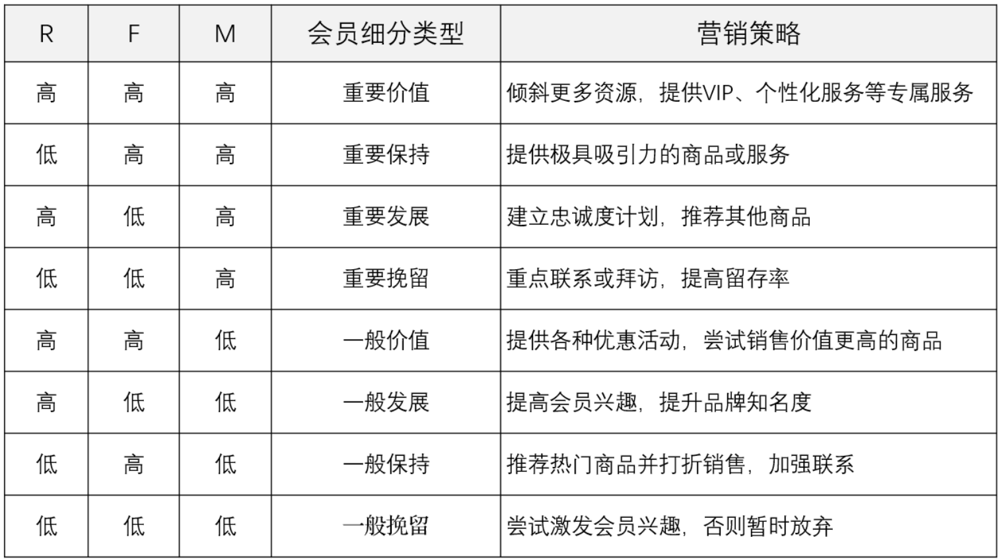 R F M 会员细分类型 营销策略
高 高 高 重要价值 倾斜更多资源，提供VIP、个性化服务等专属服务
低 高 高 重要保持 提供极具吸引力的商品或服务
高 低 高 重要发展 建立忠诚度计划，推荐其他商品
低 低 高 重要挽留 重点联系或拜访，提高留存率
高 高 低 一般价值 提供各种优惠活动，尝试销售价值更高的商品
高 低 低 一般发展 提高会员兴趣，提升品牌知名度
低 高 低 一般保持 推荐热门商品并打折销售，加强联系
低 低 低 一般挽留 尝试激发会员兴趣，否则暂时放弃